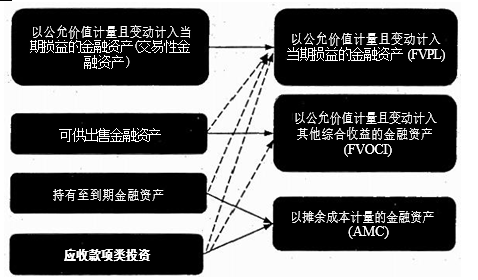 以公允价值计量且变动计入当
期损益的金融资产(交易性金
融资产)
可供出售金融资产
持有至到期金融资产
应收款项类投资
以公允价值计量且变动计入
当期损益的金融资产 (FVPL)
以公允价值计量且变动计入
其他综合收益的金融资产
(FVOCI)
以摊余成本计量的金融资产
(AMC)